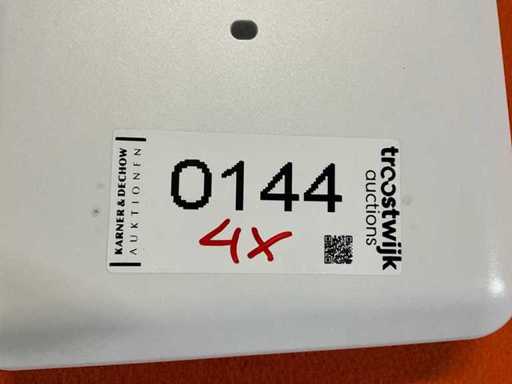 KARNER & DECHOW
AUKTIONEN
0144
4X
troostwijk
auctions